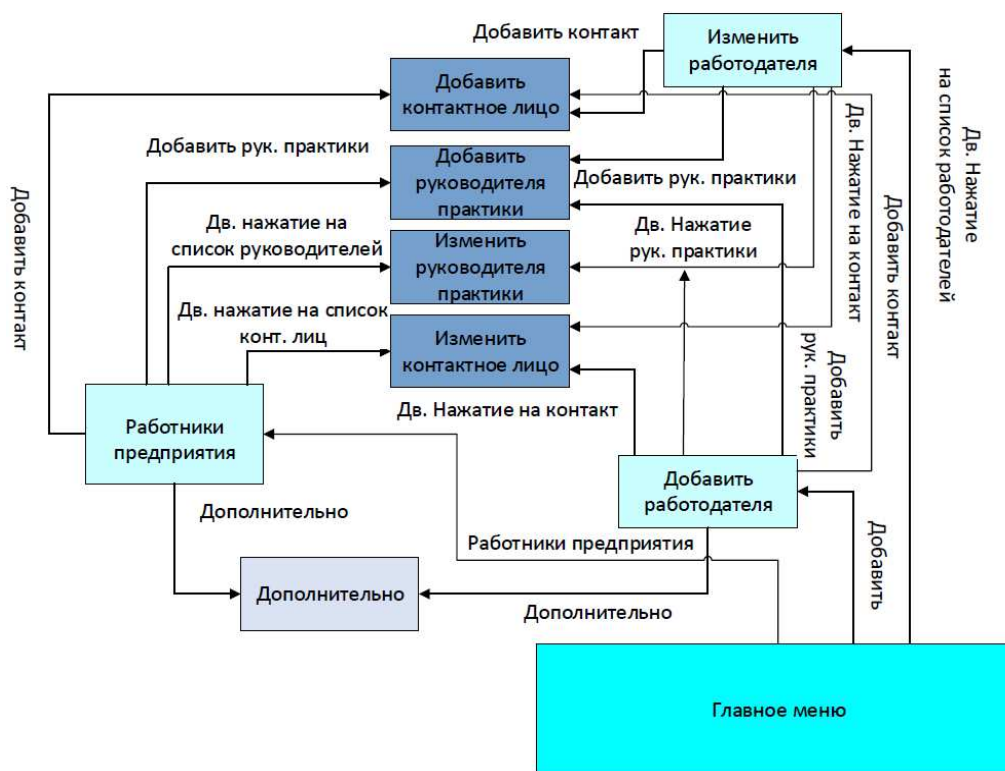 Добавить контакт
Изменить
работодателя
Добавить
контактное лицо
Добавить рук. практики
Добавить
руководителя
практики
Добавить рук. практики
Дв. нажатие на
список руководителей
Изменить
руководителя
практики
Дв. Нажатие
рук. практики
Дв. нажатие на список
конт. лиц
Изменить
контактное лицо
Дв. Нажатие на контакт
Добавить контакт
Дв. Нажатие на контакт
Добавить контакт
Дв. Нажатие
на список работодателей
Добавить
рук. практики
Работники
предприятия
Добавить
работодателя
Дополнительно
Работники предприятия
Добавить
Дополнительно
Дополнительно
Главное меню